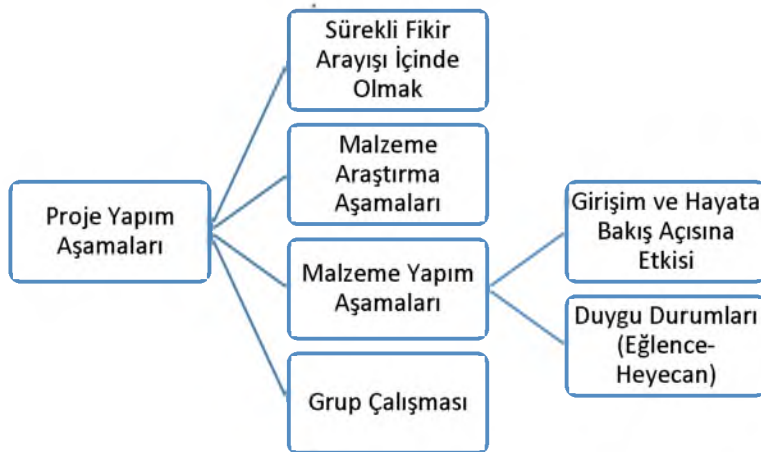 Proje Yapım
Aşamaları
Sürekli Fikir
Arayışı İçinde
Olmak
Malzeme
Araştırma
Aşamaları
Malzeme Yapım
Aşamaları
Grup Çalışması
Girişim ve Hayata
Bakış Açısına
Etkisi
Duygu Durumları
(Eğlence-
Heyecan)